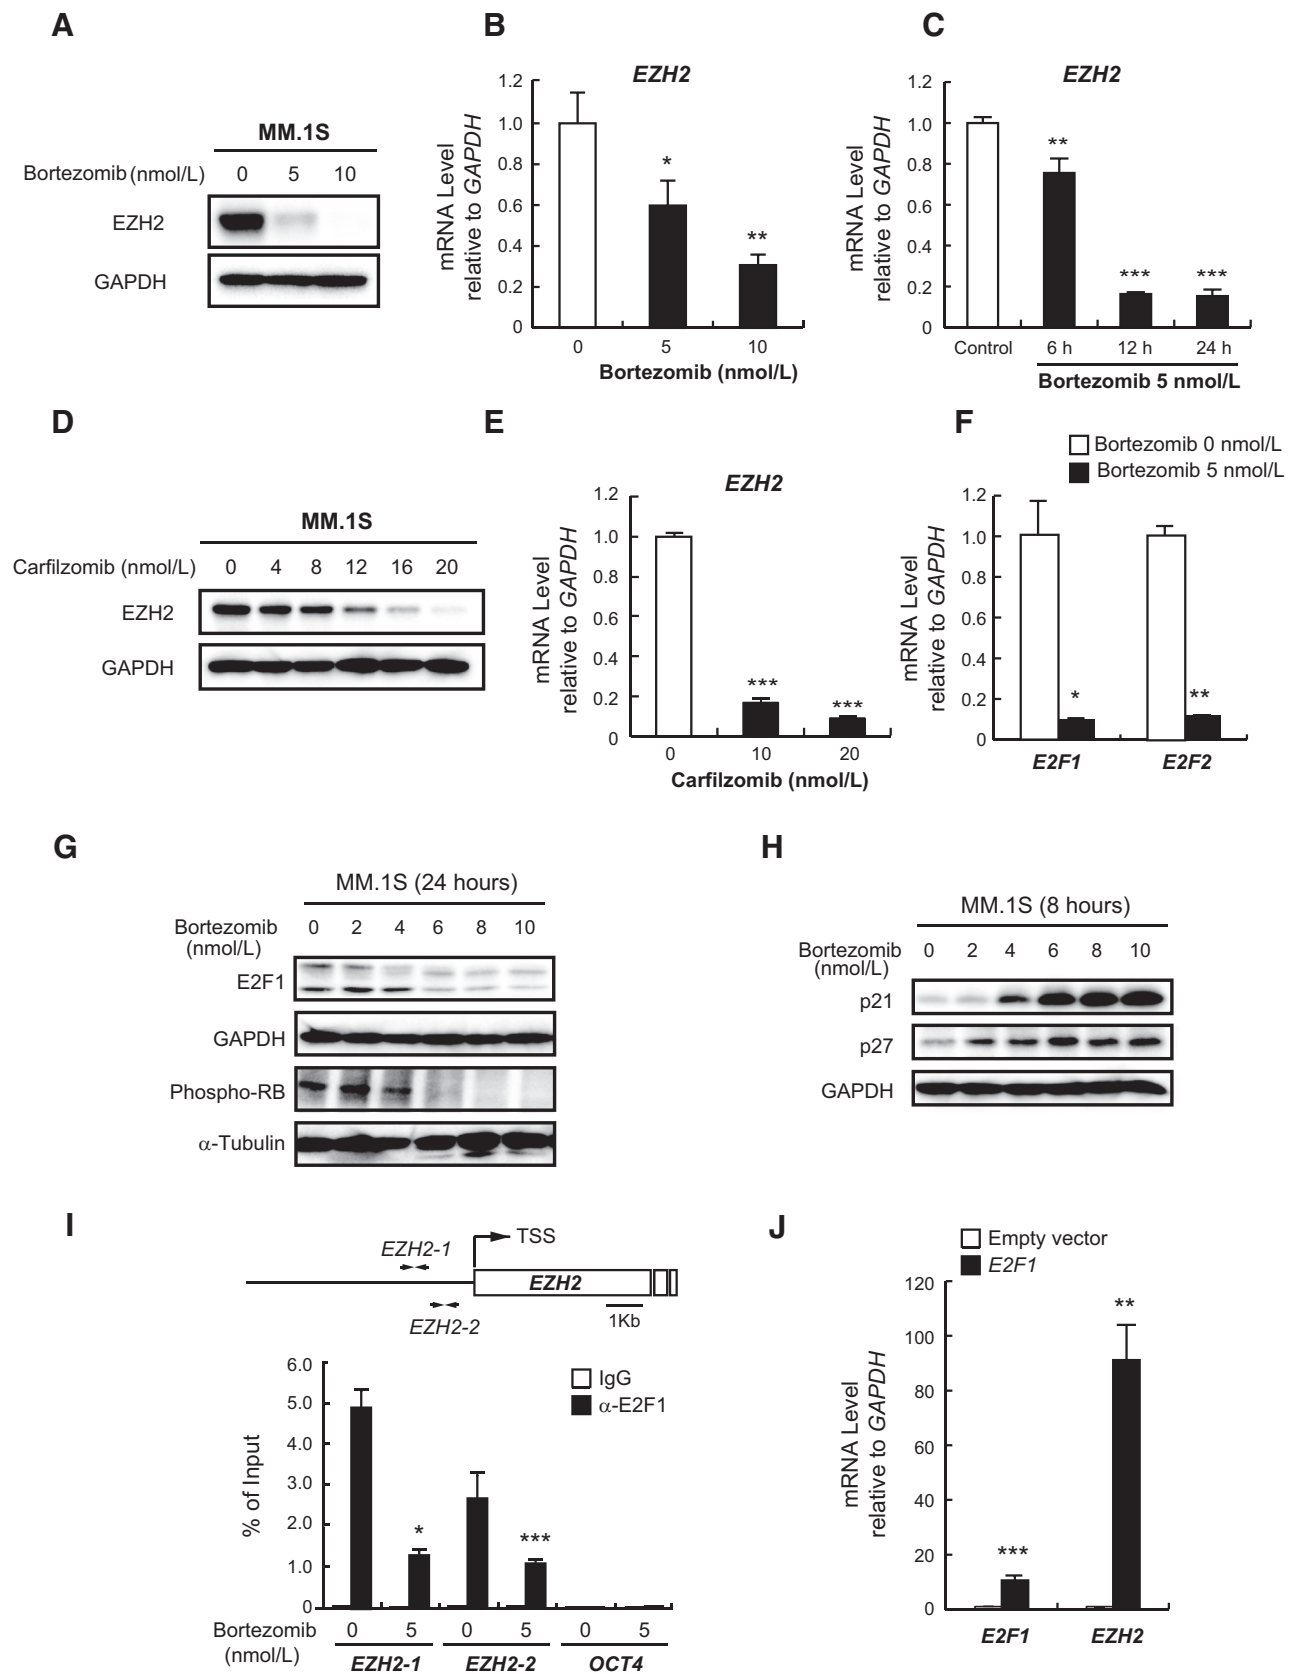 A
MM.1S
Bortezomib (nmol/L) 0 5 10
EZH2
GAPDH
B
EZH2
mRNA Level
relative to GAPDH
1.2
1.0
0.8
0.6
0.4
0.2
0
*
**
0 5 10
Bortezomib (nmol/L)
C
EZH2
mRNA Level
relative to GAPDH
1.2
1.0
0.8
0.6
0.4
0.2
0
**
***
***
Control 6 h 12 h 24 h
Bortezomib 5 nmol/L
D
MM.1S
Carfilzomib (nmol/L) 0 4 8 12 16 20
EZH2
GAPDH
E
EZH2
mRNA Level
relative to GAPDH
1.2
1.0
0.8
0.6
0.4
0.2
0
***
***
0 10 20
Carfilzomib (nmol/L)
F
Bortezomib 0 nmol/L
Bortezomib 5 nmol/L
mRNA Level
relative to GAPDH
1.2
1.0
0.8
0.6
0.4
0.2
0
*
**
E2F1 E2F2
G
MM.1S (24 hours)
Bortezomib 0 2 4 6 8 10
(nmol/L)
E2F1
GAPDH
Phospho-RB
α-Tubulin
H
MM.1S (8 hours)
Bortezomib 0 2 4 6 8 10
(nmol/L)
p21
p27
GAPDH
I
TSS
EZH2-1
EZH2
EZH2-2
1Kb
IgG
α-E2F1
% of Input
6.0
5.0
4.0
3.0
2.0
1.0
0
*
***
Bortezomib 0 5 0 5 0 5
(nmol/L)
EZH2-1 EZH2-2 OCT4
J
Empty vector
E2F1
mRNA Level
relative to GAPDH
120
100
80
60
40
20
0
***
**
E2F1 EZH2